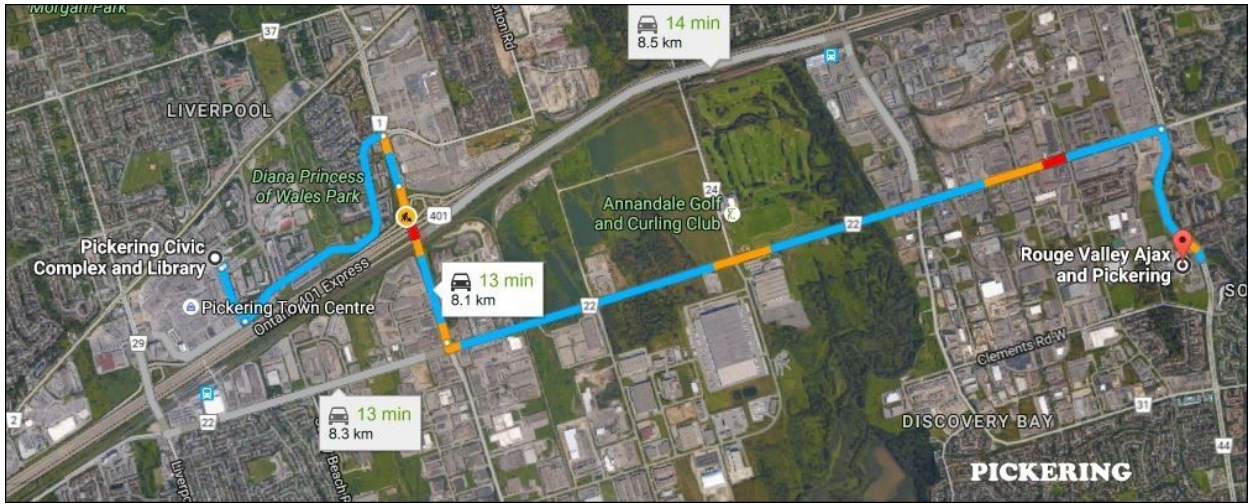 Morgan Park
37
14 min
8.5 km
LIVERPOOL
1
Diana Princess
of Wales Park
401
24
Annandale Golf
and Curling Club
22
Pickering Civic
Complex and Library
Ontario 401 Express
13 min
8.1 km
Rouge Valley Ajax
and Pickering
Pickering Town Centre
22
SO
29
Clements Rd W
13 min
8.3 km
2
22
31
DISCOVERY BAY
44
Liverpo
Beach R
PICKERING